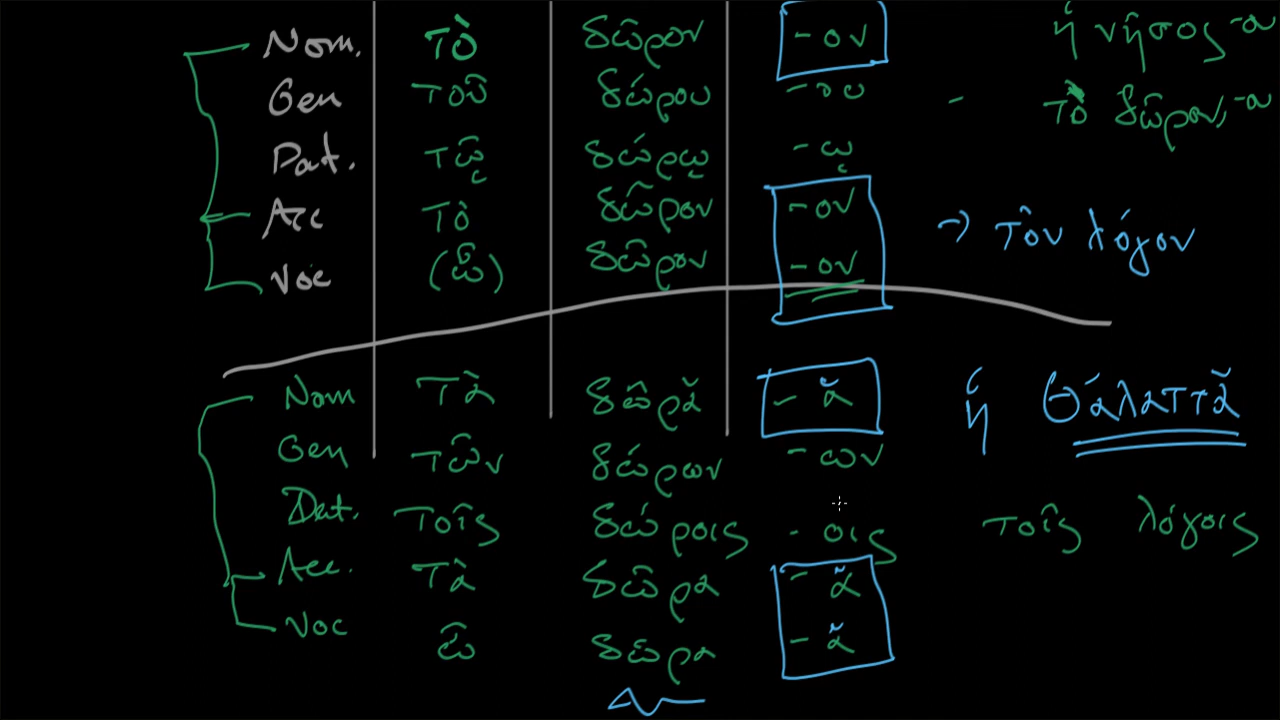 Nom. τὸ δῶρον -ον ἡ νῆσος -ου
Gen τοῦ δώρου -ου - τὸ δῶρον, -ου
Dat. τῷ δώρῳ -ῳ
Acc τὸ δῶρον -ον → τὸν λόγον
Voc (ὦ) δῶρον -ον
Nom τὰ δῶρᾰ -ᾰ ἡ θάλαττᾰ
Gen τῶν δώρων -ων
Dat. τοῖς δώροις -οις τοῖς λόγοις
Acc. τὰ δῶρα -ᾰ
Voc ὦ δῶρα -ᾰ